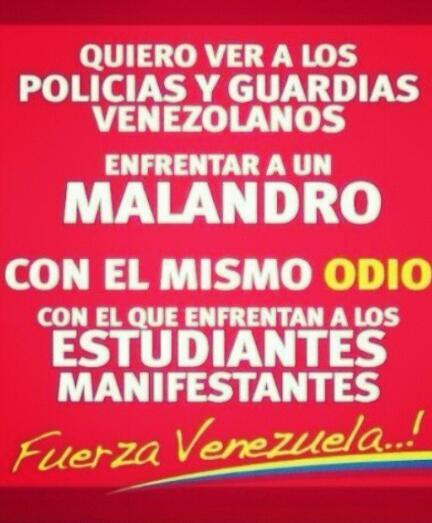 QUIERO VER A LOS
POLICIAS Y GUARDIAS
VENEZOLANOS
ENFRENTAR A UN
MALANDRO
CON EL MISMO ODIO
CON EL QUE ENFRENTAN A LOS
ESTUDIANTES
MANIFESTANTES
Fuerza Venezuela...!